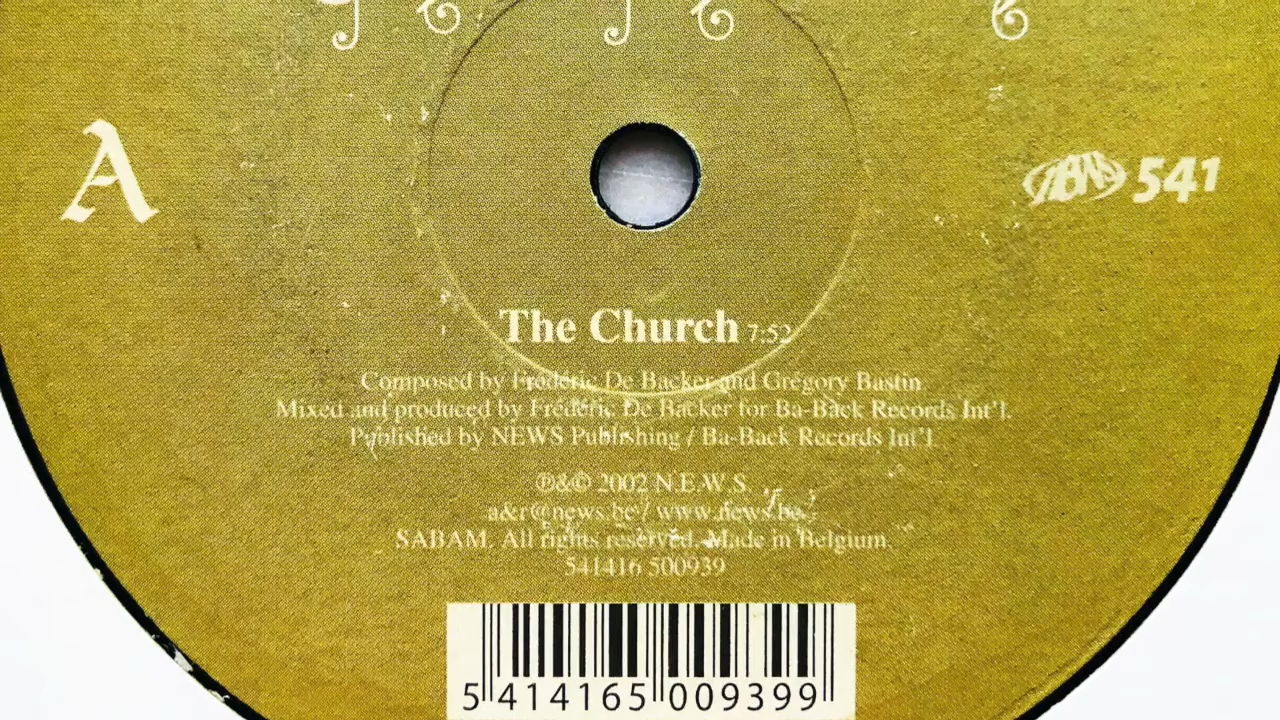 A
NEWS 541
The Church 7:52
Composed by Frédéric De Backer and Grégory Bastin
Mixed and produced by Frédéric De Backer for Ba-Back Records Int'l.
Published by NEWS Publishing / Ba-Back Records Int'l
℗&© 2002 N.E.W.S.
a&r@news.be / www.news.be
SABAM. All rights reserved. Made in Belgium.
541416 500939
5 414165 009399